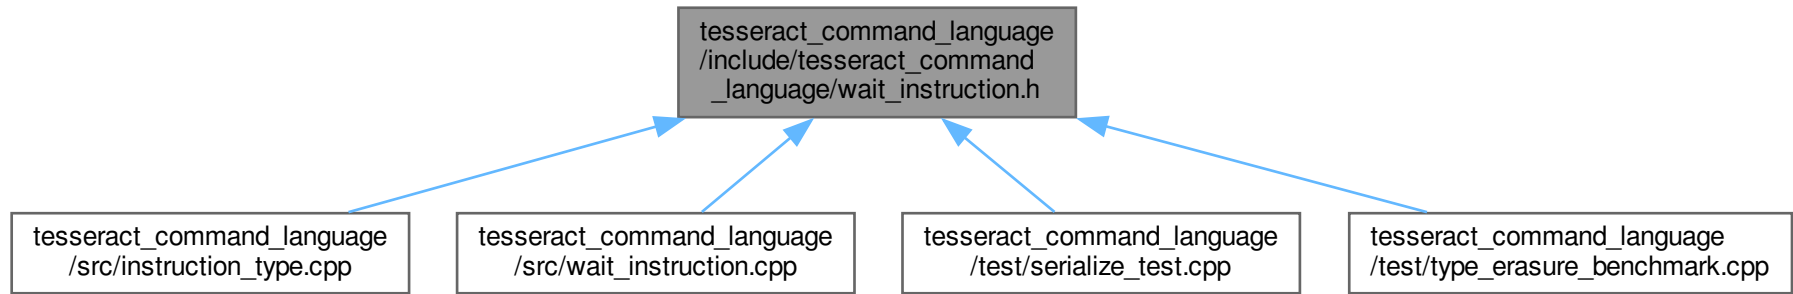 tesseract_command_language
/include/tesseract_command
_language/wait_instruction.h
tesseract_command_language
/src/instruction_type.cpp
tesseract_command_language
/src/wait_instruction.cpp
tesseract_command_language
/test/serialize_test.cpp
tesseract_command_language
/test/type_erasure_benchmark.cpp